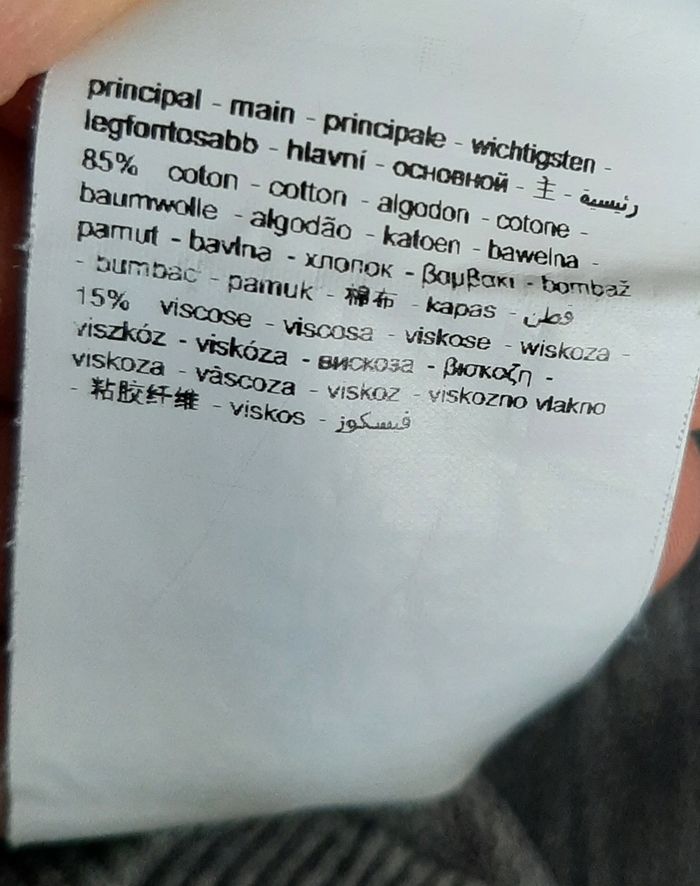 principal - main - principale - wichtigsten -
legfontosabb - hlavní - основной - 主 - رئيسية
85% coton - cotton - algodon - cotone -
baumwolle - algodão - katoen - bawelna -
pamut - bavlna - хлопок - βαμβακι - bombaž
- bumbac - pamuk - 棉布 - kapas - قطن
15% viscose - viscosa - viskose - wiskoza -
viszkóz - viskóza - вискоза - βισκοζη -
viskoza - vâscoza - viskoz - viskozno vlakno
- 粘胶纤维 - viskos - فيسكوز